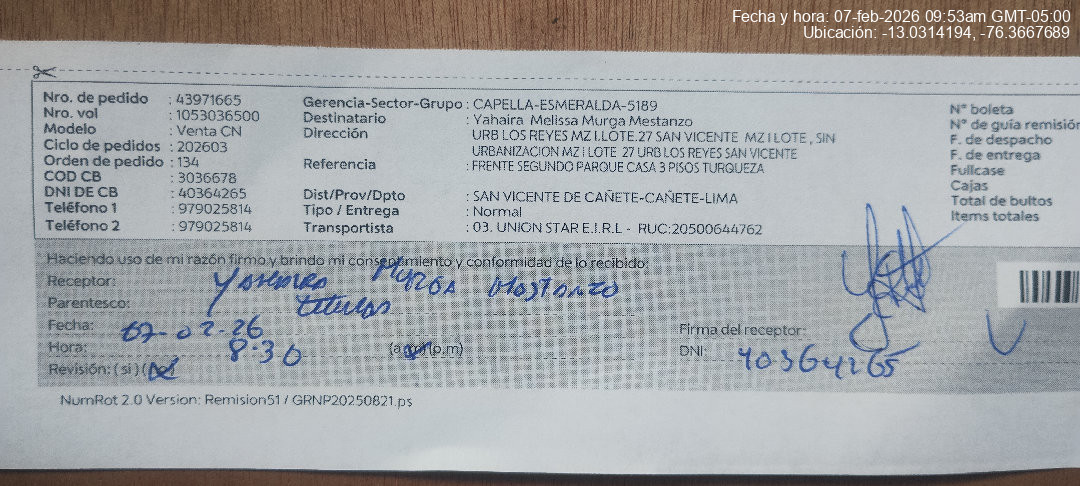 Fecha y hora: 07-feb-2026 09:53am GMT-05:00
Ubicación: -13.0314194, -76.3667689
Nro. de pedido : 43971665
Nro. vol : 1053036500
Modelo : Venta CN
Ciclo de pedidos : 202603
Orden de pedido : 134
COD CB : 3036678
DNI DE CB : 40364265
Teléfono 1 : 979025814
Teléfono 2 : 979025814
Gerencia-Sector-Grupo : CAPELLA-ESMERALDA-5189
Destinatario : Yahaira Melissa Murga Mestanzo
Dirección : URB LOS REYES MZ I LOTE 27 SAN VICENTE MZ I LOTE , SIN
URBANIZACION MZ I LOTE 27 URB LOS REYES SAN VICENTE
Referencia : FRENTE SEGUNDO PARQUE CASA 3 PISOS TURQUEZA
Dist/Prov/Dpto : SAN VICENTE DE CAÑETE-CAÑETE-LIMA
Tipo / Entrega : Normal
Transportista : 03. UNION STAR E.I.R.L - RUC:20500644762
N° boleta
N° de guía remisión
F. de despacho
F. de entrega
Fullcase
Cajas
Total de bultos
Items totales
Haciendo uso de mi razón firmo y brindo mi consentimiento y conformidad de lo recibido:
Receptor: Murga Mestanzo
Parentesco: titular
Fecha: 07-02-26
Hora: 8:30 (a.m) (p.m)
Revisión: ( si ) (no)
Firma del receptor:
DNI: 40364265
NumRot 2.0 Version: Remision51 / GRNP20250821.ps